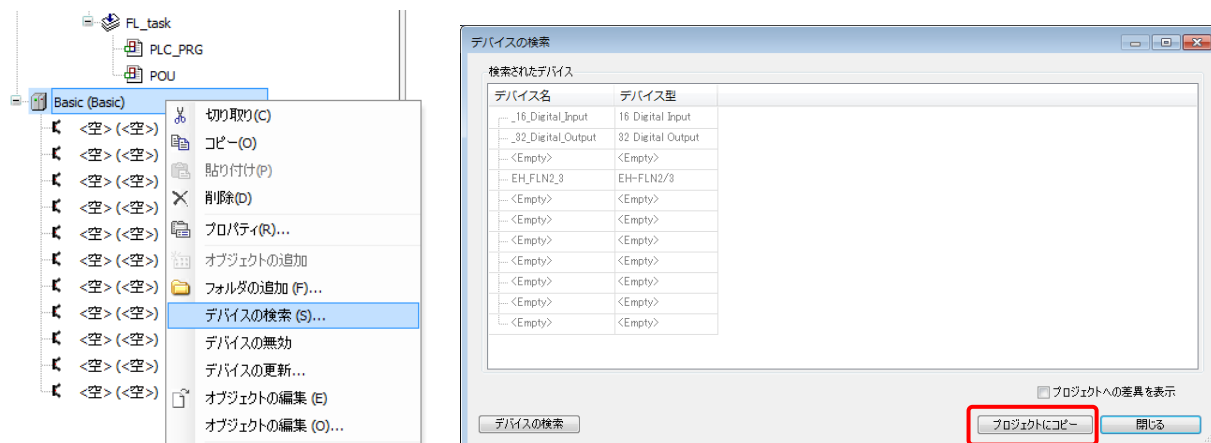 FL_task
PLC_PRG
POU
Basic (Basic)
<空> (<空>)
<空> (<空>)
<空> (<空>)
<空> (<空>)
<空> (<空>)
<空> (<空>)
<空> (<空>)
<空> (<空>)
<空> (<空>)
<空> (<空>)
<空> (<空>)
切り取り(C)
コピー(O)
貼り付け(P)
削除(D)
プロパティ(R)...
オブジェクトの追加
フォルダの追加 (F)...
デバイスの検索 (S)...
デバイスの無効
デバイスの更新...
オブジェクトの編集 (E)
オブジェクトの編集 (O)...
デバイスの検索
検索されたデバイス
デバイス名 デバイス型
_16_Digital_Input 16 Digital Input
_32_Digital_Output 32 Digital Output
<Empty> <Empty>
EH_FLN2_3 EH-FLN2/3
<Empty> <Empty>
<Empty> <Empty>
<Empty> <Empty>
<Empty> <Empty>
<Empty> <Empty>
<Empty> <Empty>
<Empty> <Empty>
プロジェクトへの差異を表示
デバイスの検索 プロジェクトにコピー 閉じる